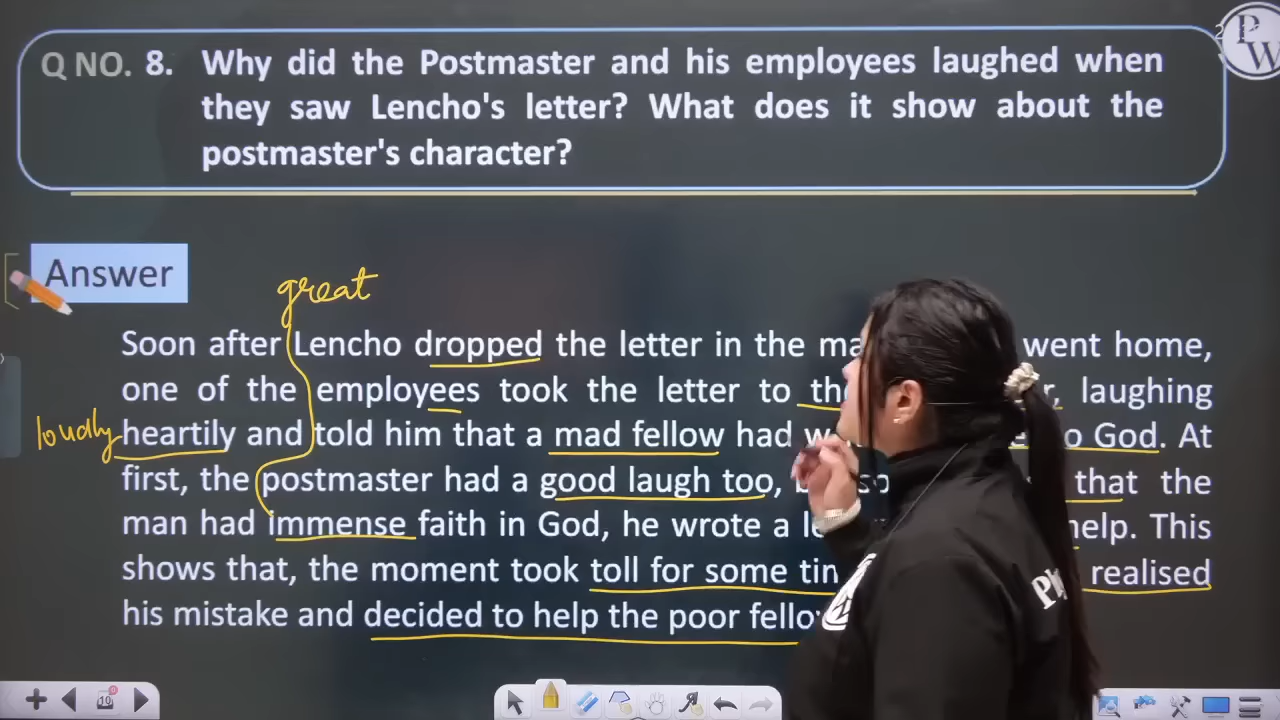 Q NO. 8. Why did the Postmaster and his employees laughed when
they saw Lencho's letter? What does it show about the
postmaster's character?
PW
Answer
great
Soon after Lencho dropped the letter in the went home,
one of the employees took the letter to laughing
loudly
heartily and told him that a mad fellow had God. At
first, the postmaster had a good laugh too, that the
man had immense faith in God, he wrote a help. This
shows that, the moment took toll for some realised
his mistake and decided to help the poor
10